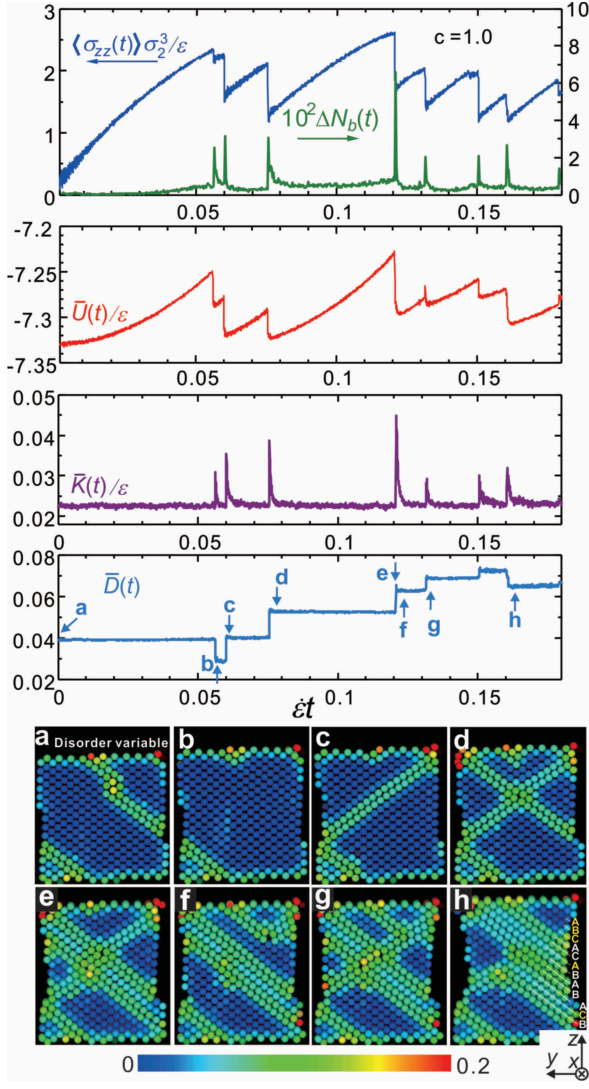 3
2
1
0
10
8
6
4
2
0
⟨σzz(t)⟩σ₂³/ε
c =1.0
10²ΔN_b(t)
0.05
0.1
0.15
-7.2
-7.25
-7.3
-7.35
Ū(t)/ε
0
0.05
0.1
0.15
0.05
0.04
0.03
0.02
K̄(t)/ε
0
0.05
0.1
0.15
0.08
0.06
0.04
0.02
D̄(t)
a
b
c
d
e
f
g
h
0
0.05
0.1
0.15
ε̇t
a Disorder variable
b
c
d
e
f
g
h
A
B
C
A
C
A
B
A
B
A
C
B
0
0.2
z
y
x